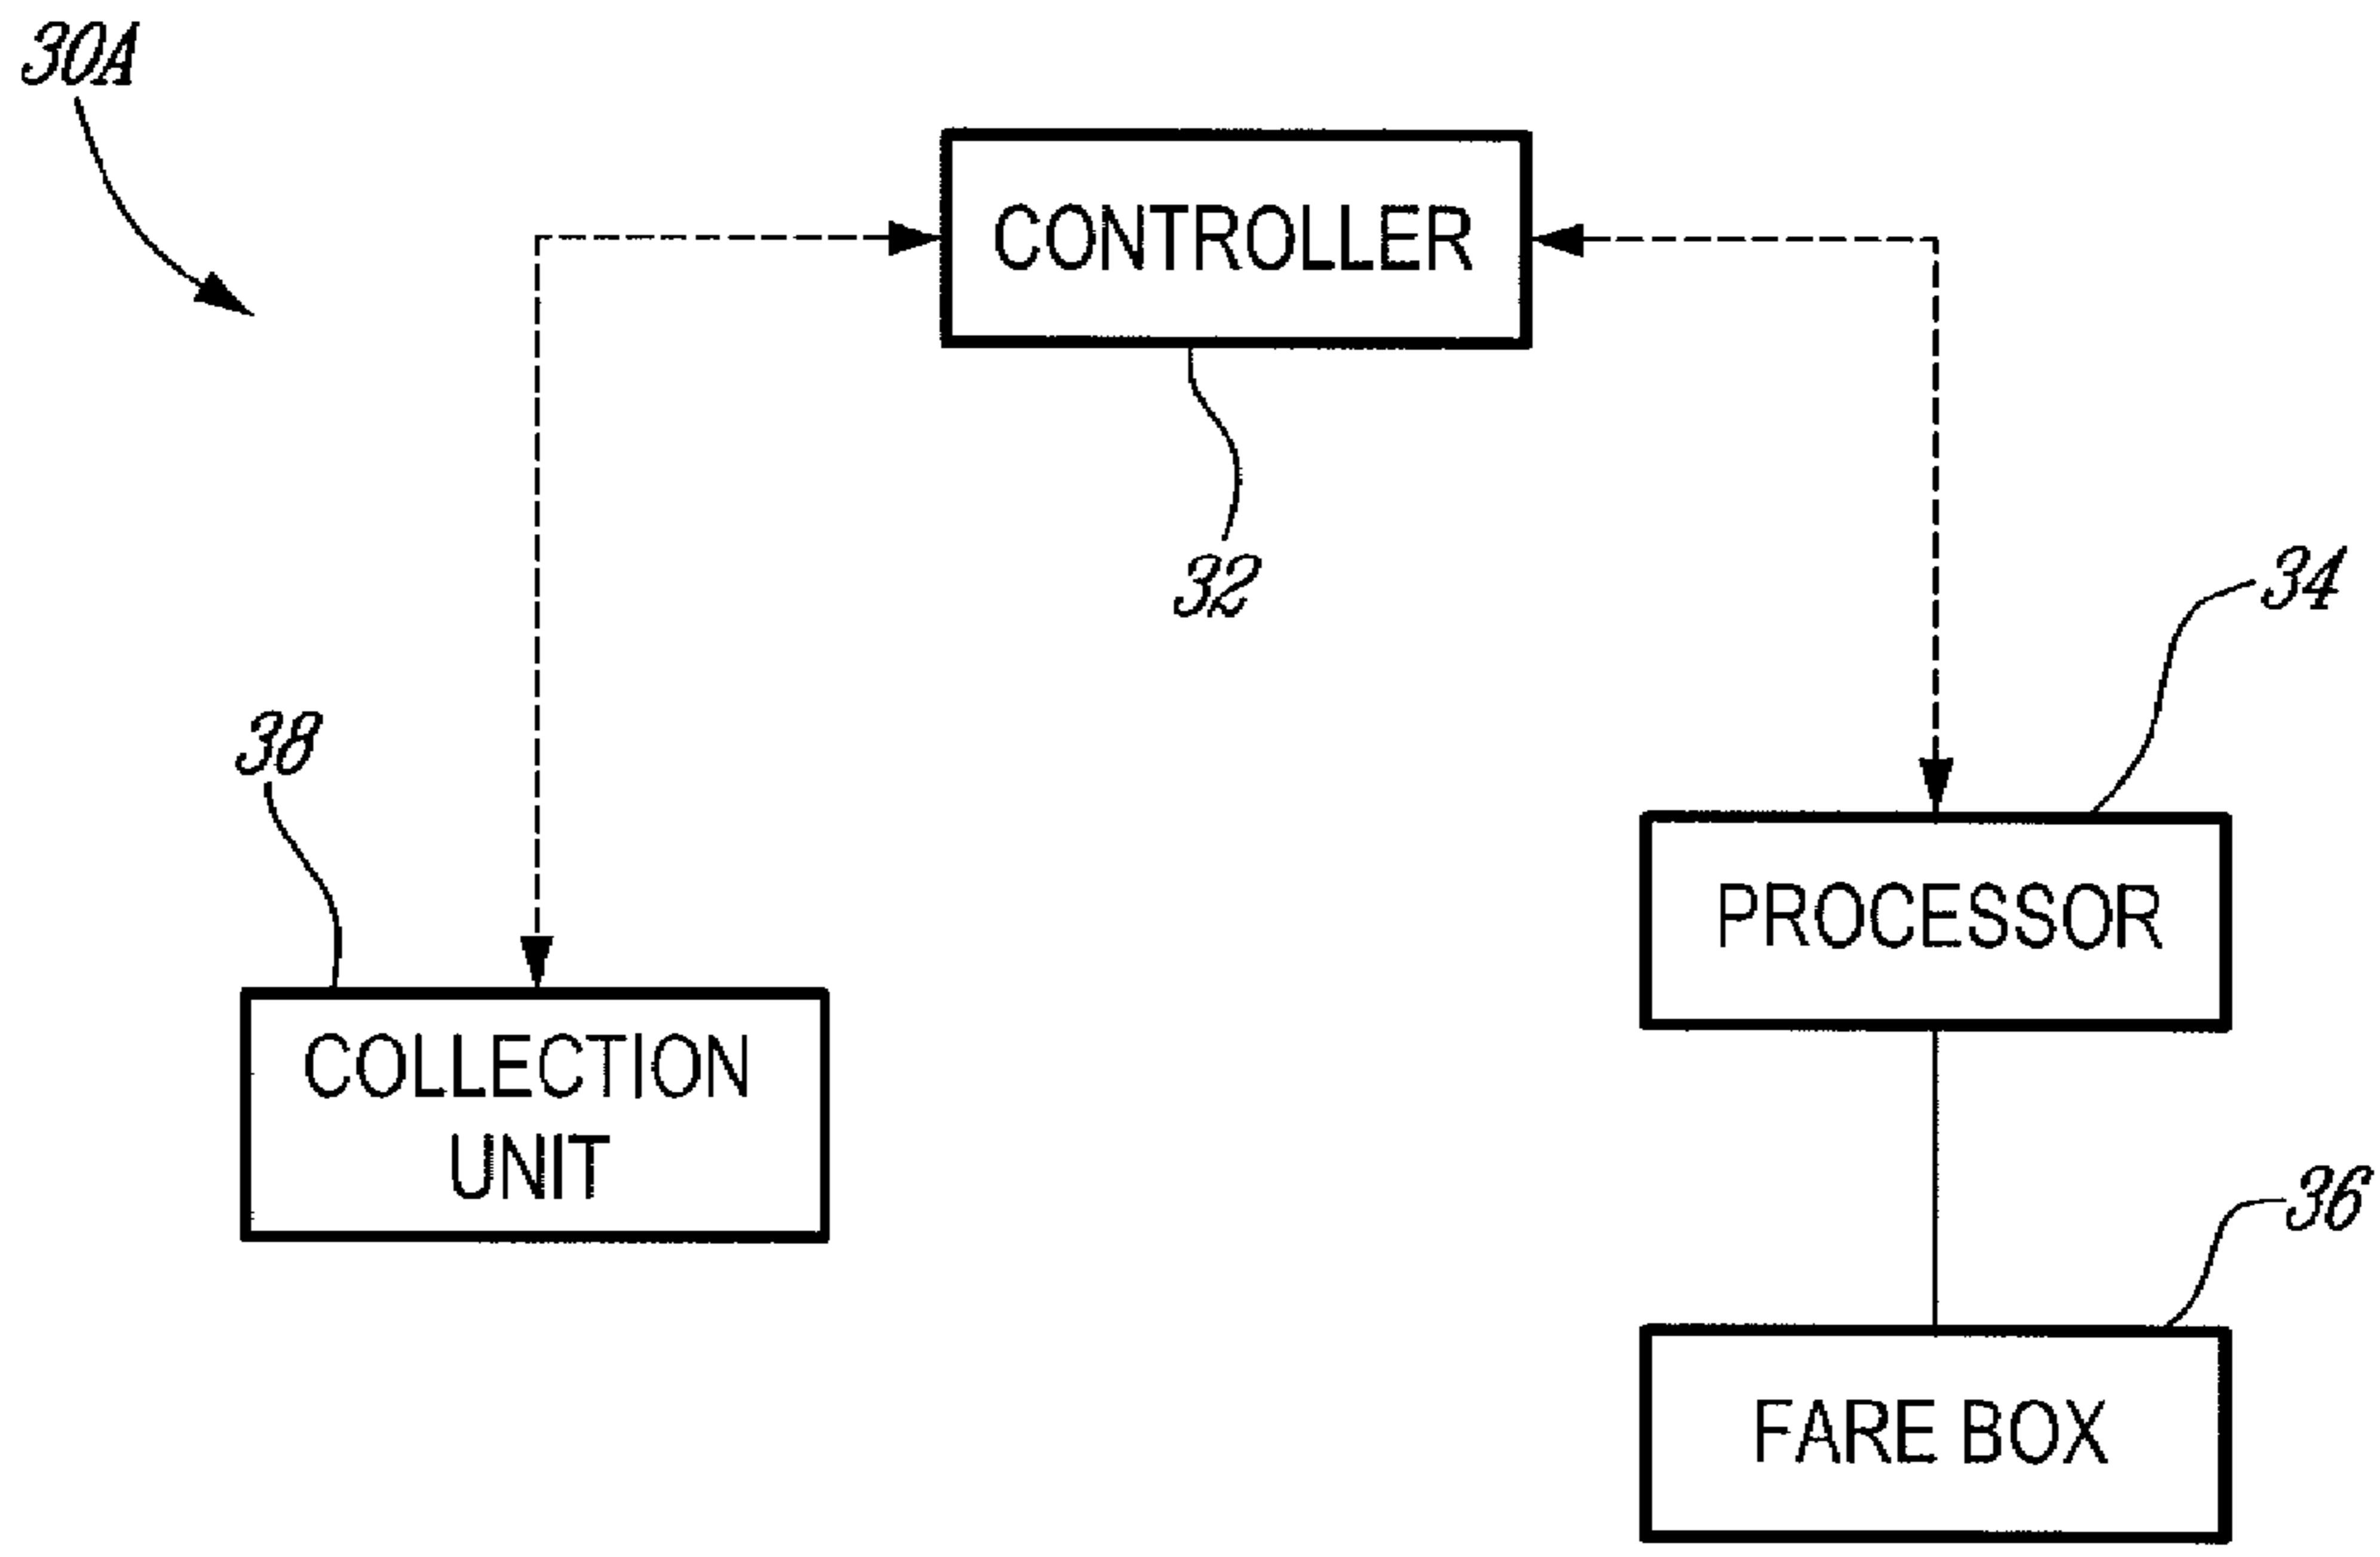 30A
CONTROLLER
32
34
38
PROCESSOR
COLLECTION
UNIT
36
FARE BOX